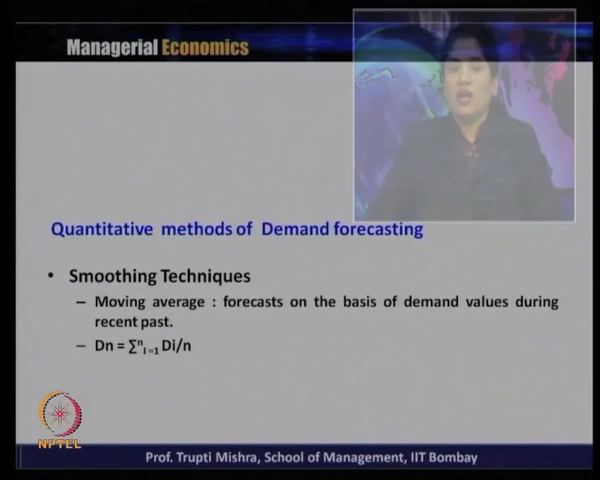 Managerial Economics
Quantitative methods of Demand forecasting
• Smoothing Techniques
– Moving average : forecasts on the basis of demand values during
recent past.
– Dn = ∑ⁿᵢ₌₁ Di/n
NPTEL
Prof. Trupti Mishra, School of Management, IIT Bombay